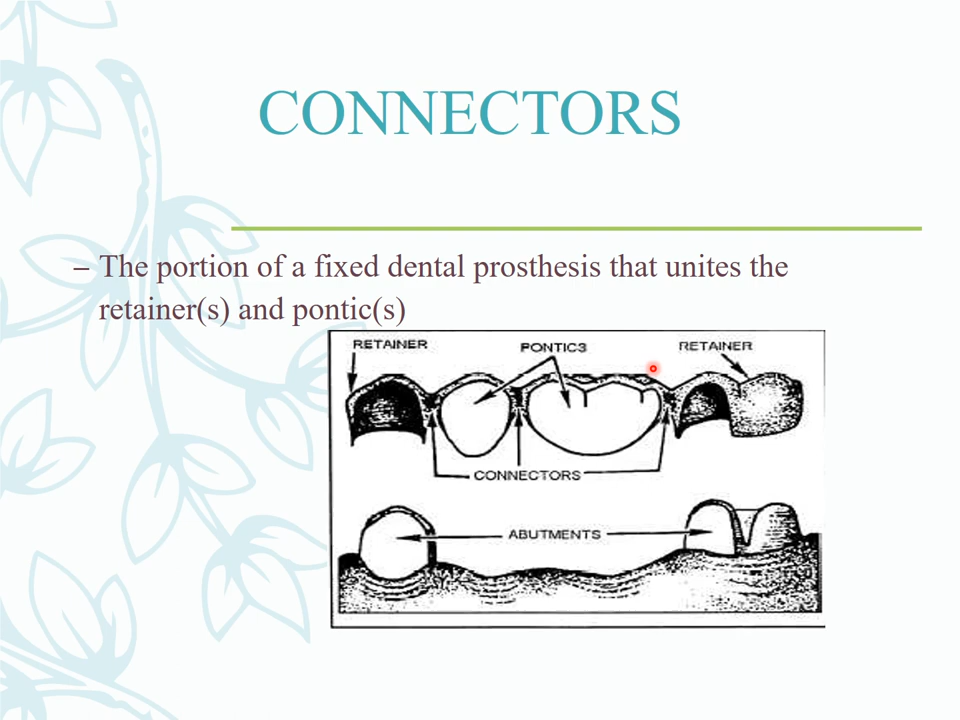 CONNECTORS
– The portion of a fixed dental prosthesis that unites the
retainer(s) and pontic(s)
RETAINER PONTIC3 RETAINER
CONNECTORS
ABUTMENTS